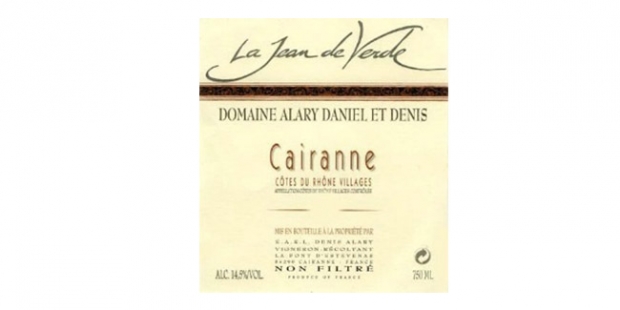 La Jean de Verde
DOMAINE ALARY DANIEL ET DENIS
Cairanne
CÔTES DU RHÔNE VILLAGES
APPELLATION CÔTES DU RHÔNE VILLAGES CONTRÔLÉE
MIS EN BOUTEILLE À LA PROPRIÉTÉ PAR
E.A.R.L. DENIS ALARY
VIGNERON RÉCOLTANT
LA FONT D'ESTEVENAS
CAIRANNE - FRANCE
NON FILTRÉ
PRODUCE OF FRANCE
ALC. 14,5%/VOL.
750 ML